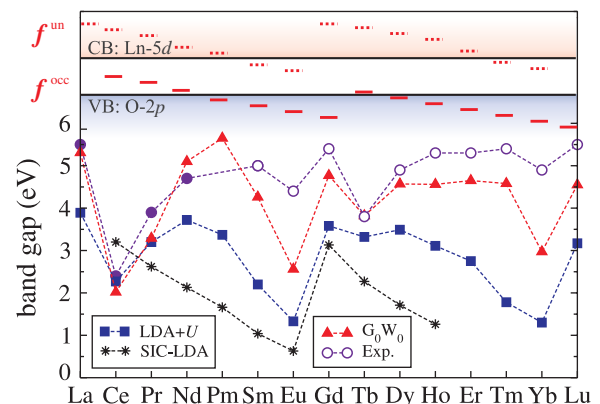 f un
CB: Ln-5d
f occ
VB: O-2p
6
5
4
3
2
1
0
band gap (eV)
LDA+U
SIC-LDA
G0W0
Exp.
La Ce Pr Nd Pm Sm Eu Gd Tb Dy Ho Er Tm Yb Lu